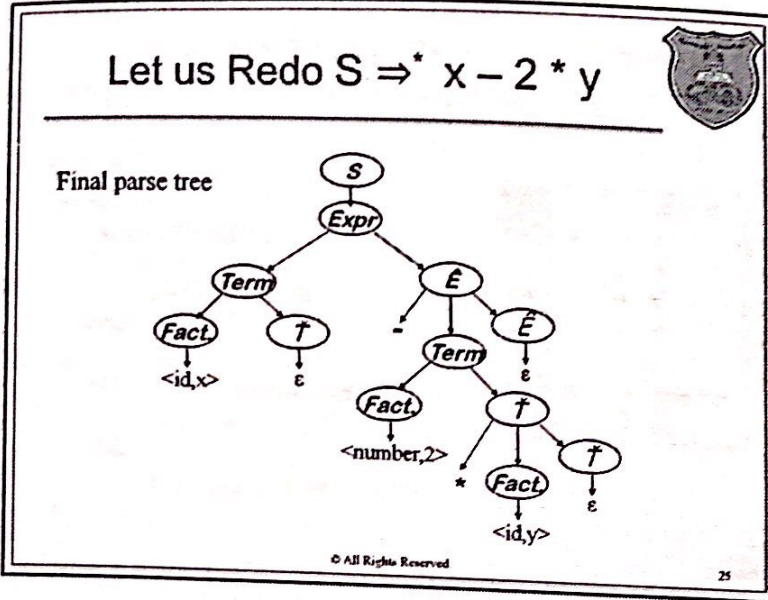 Let us Redo S ⇒* x – 2 * y
Final parse tree
S
Expr
Term Ê
Fact. T̂ - Ê
Term
<id,x> ε ε
Fact. T̂
<number,2> T̂
* Fact.
ε
<id,y>
© All Rights Reserved
25